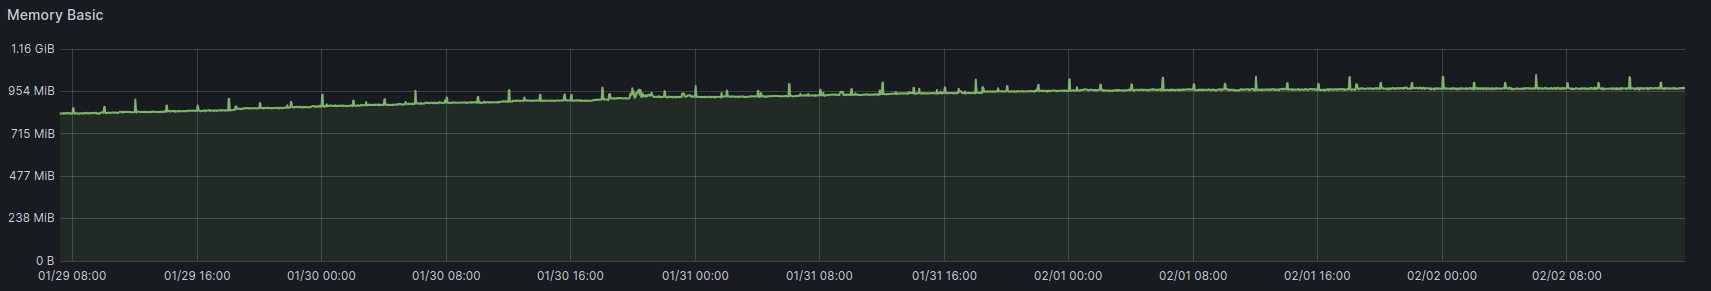 Memory Basic
1.16 GiB
954 MiB
715 MiB
477 MiB
238 MiB
0 B
01/29 08:00 01/29 16:00 01/30 00:00 01/30 08:00 01/30 16:00 01/31 00:00 01/31 08:00 01/31 16:00 02/01 00:00 02/01 08:00 02/01 16:00 02/02 00:00 02/02 08:00